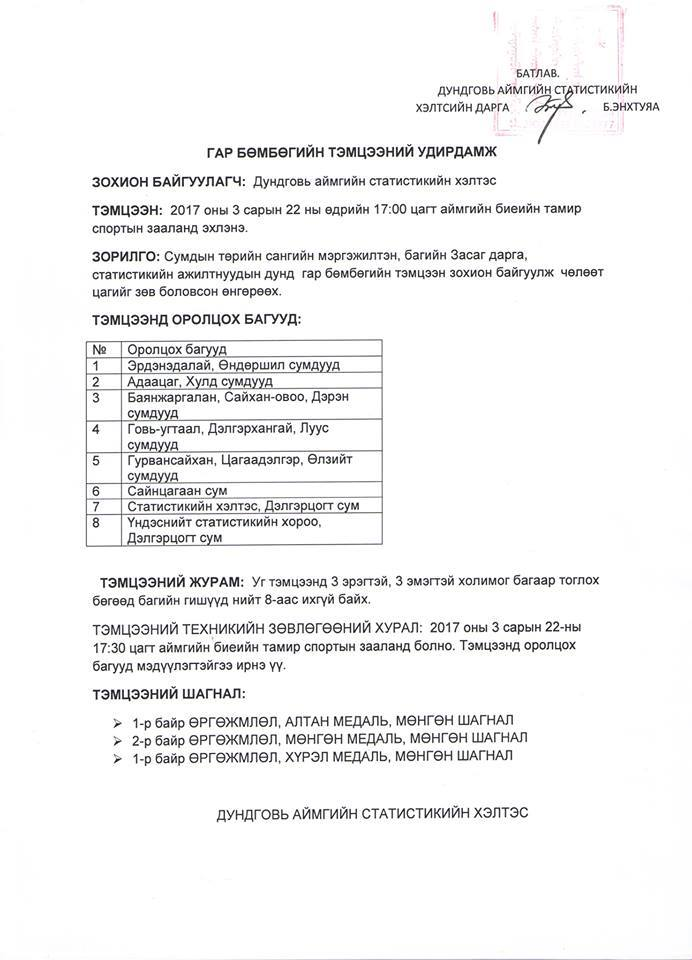 БАТЛАВ.
ДУНДГОВЬ АЙМГИЙН СТАТИСТИКИЙН
ХЭЛТСИЙН ДАРГА Б.ЭНХТУЯА
ГАР БӨМБӨГИЙН ТЭМЦЭЭНИЙ УДИРДАМЖ
ЗОХИОН БАЙГУУЛАГЧ: Дундговь аймгийн статистикийн хэлтэс
ТЭМЦЭЭН: 2017 оны 3 сарын 22 ны өдрийн 17:00 цагт аймгийн биеийн тамир
спортын зааланд эхлэнэ.
ЗОРИЛГО: Сумдын төрийн сангийн мэргэжилтэн, багийн Засаг дарга,
статистикийн ажилтнуудын дунд гар бөмбөгийн тэмцээн зохион байгуулж чөлөөт
цагийг зөв боловсон өнгөрөөх.
ТЭМЦЭЭНД ОРОЛЦОХ БАГУУД:
№ Оролцох багууд
1 Эрдэнэдалай, Өндөршил сумдууд
2 Адаацаг, Хулд сумдууд
3 Баянжаргалан, Сайхан-овоо, Дэрэн
сумдууд
4 Говь-угтаал, Дэлгэрхангай, Луус
сумдууд
5 Гурвансайхан, Цагаадэлгэр, Өлзийт
сумдууд
6 Сайнцагаан сум
7 Статистикийн хэлтэс, Дэлгэрцогт сум
8 Үндэснийт статистикийн хороо,
Дэлгэрцогт сум
ТЭМЦЭЭНИЙ ЖУРАМ: Уг тэмцээнд 3 эрэгтэй, 3 эмэгтэй холимог багаар тоглох
бөгөөд багийн гишүүд нийт 8-аас ихгүй байх.
ТЭМЦЭЭНИЙ ТЕХНИКИЙН ЗӨВЛӨГӨӨНИЙ ХУРАЛ: 2017 оны 3 сарын 22-ны
17:30 цагт аймгийн биеийн тамир спортын зааланд болно. Тэмцээнд оролцох
багууд мэдүүлэгтэйгээ ирнэ үү.
ТЭМЦЭЭНИЙ ШАГНАЛ:
➢ 1-р байр ӨРГӨЖМЛӨЛ, АЛТАН МЕДАЛЬ, МӨНГӨН ШАГНАЛ
➢ 2-р байр ӨРГӨЖМЛӨЛ, МӨНГӨН МЕДАЛЬ, МӨНГӨН ШАГНАЛ
➢ 1-р байр ӨРГӨЖМЛӨЛ, ХҮРЭЛ МЕДАЛЬ, МӨНГӨН ШАГНАЛ
ДУНДГОВЬ АЙМГИЙН СТАТИСТИКИЙН ХЭЛТЭС